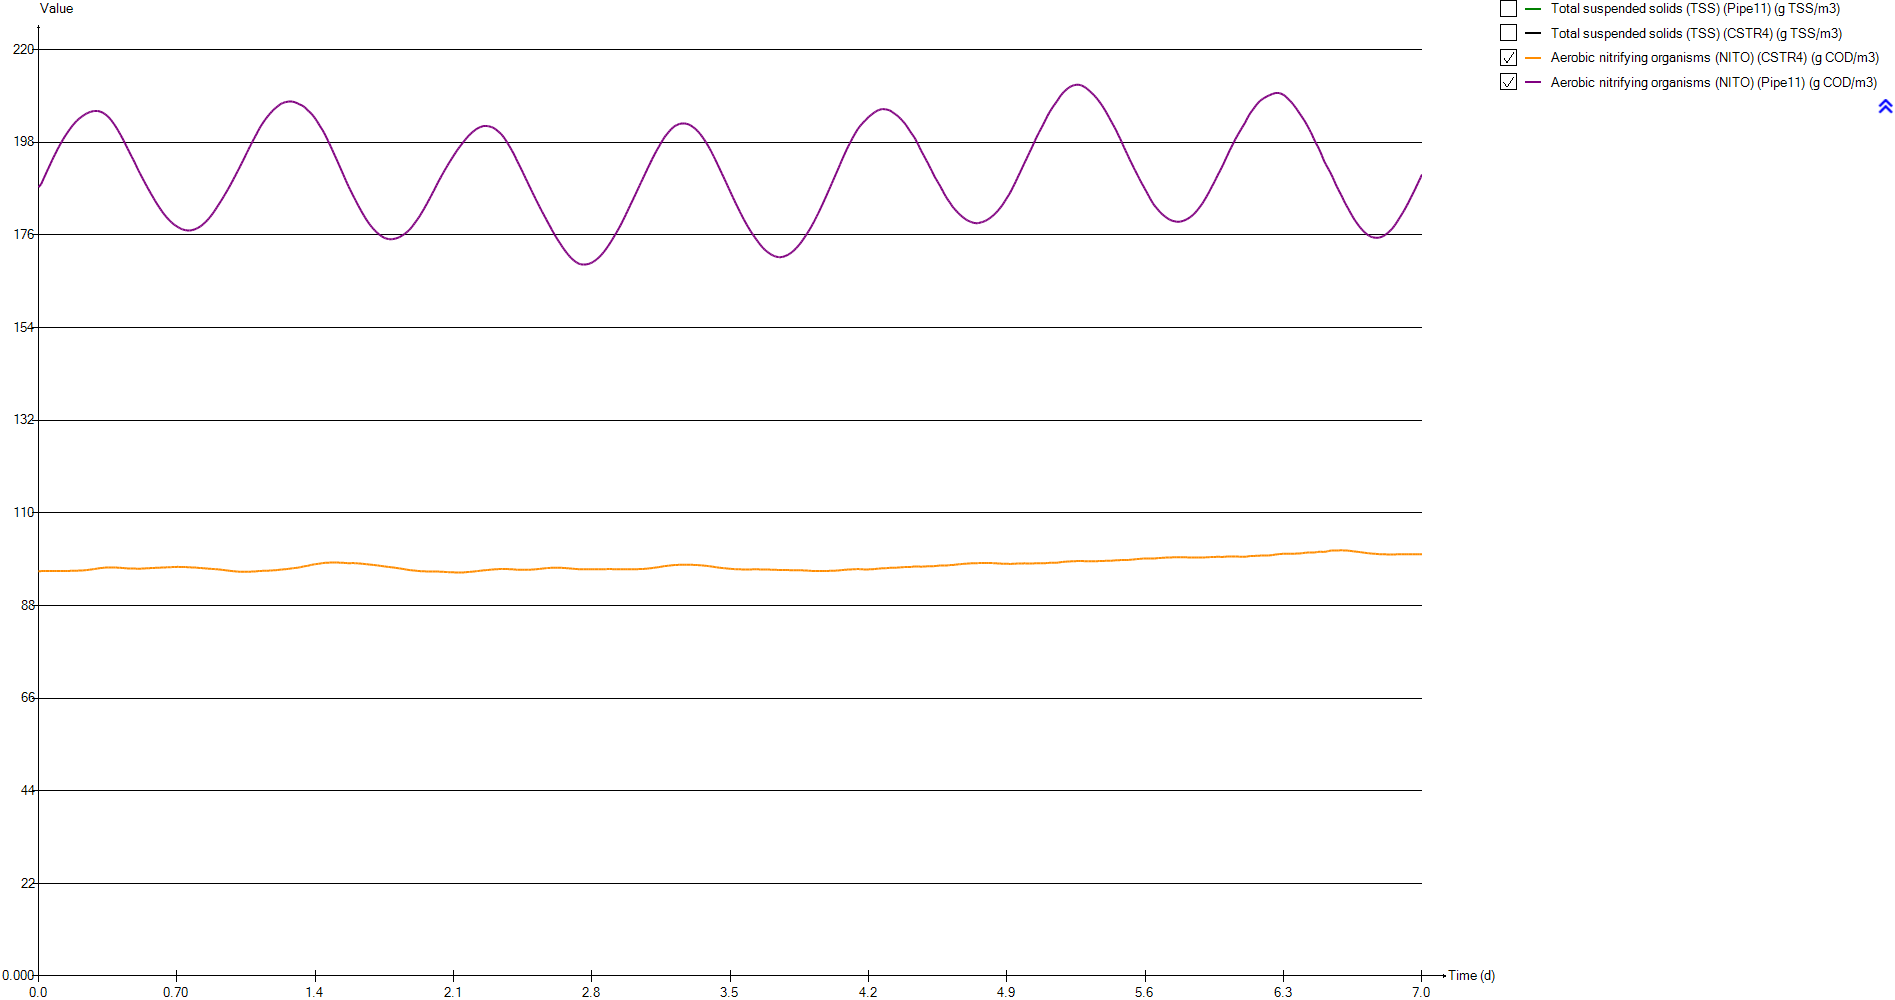 Value
Total suspended solids (TSS) (Pipe11) (g TSS/m3)
Total suspended solids (TSS) (CSTR4) (g TSS/m3)
Aerobic nitrifying organisms (NITO) (CSTR4) (g COD/m3)
Aerobic nitrifying organisms (NITO) (Pipe11) (g COD/m3)
220
198
176
154
132
110
88
66
44
22
0.000
Time (d)
0.0 0.70 1.4 2.1 2.8 3.5 4.2 4.9 5.6 6.3 7.0